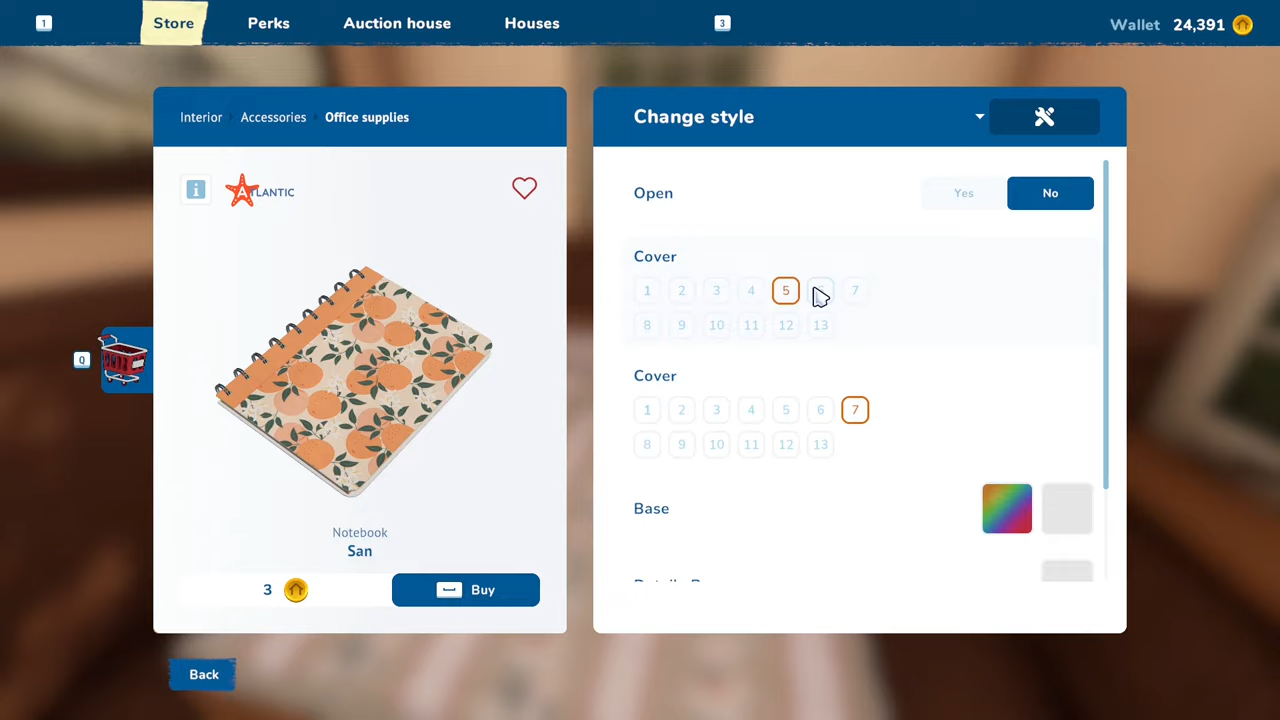 1
Store
Perks
Auction house
Houses
3
Wallet 24,391
Interior Accessories Office supplies
i
ATLANTIC
Notebook
San
3
Buy
Q
Back
Change style
Open
Yes
No
Cover
1 2 3 4 5 7
8 9 10 11 12 13
Cover
1 2 3 4 5 6 7
8 9 10 11 12 13
Base